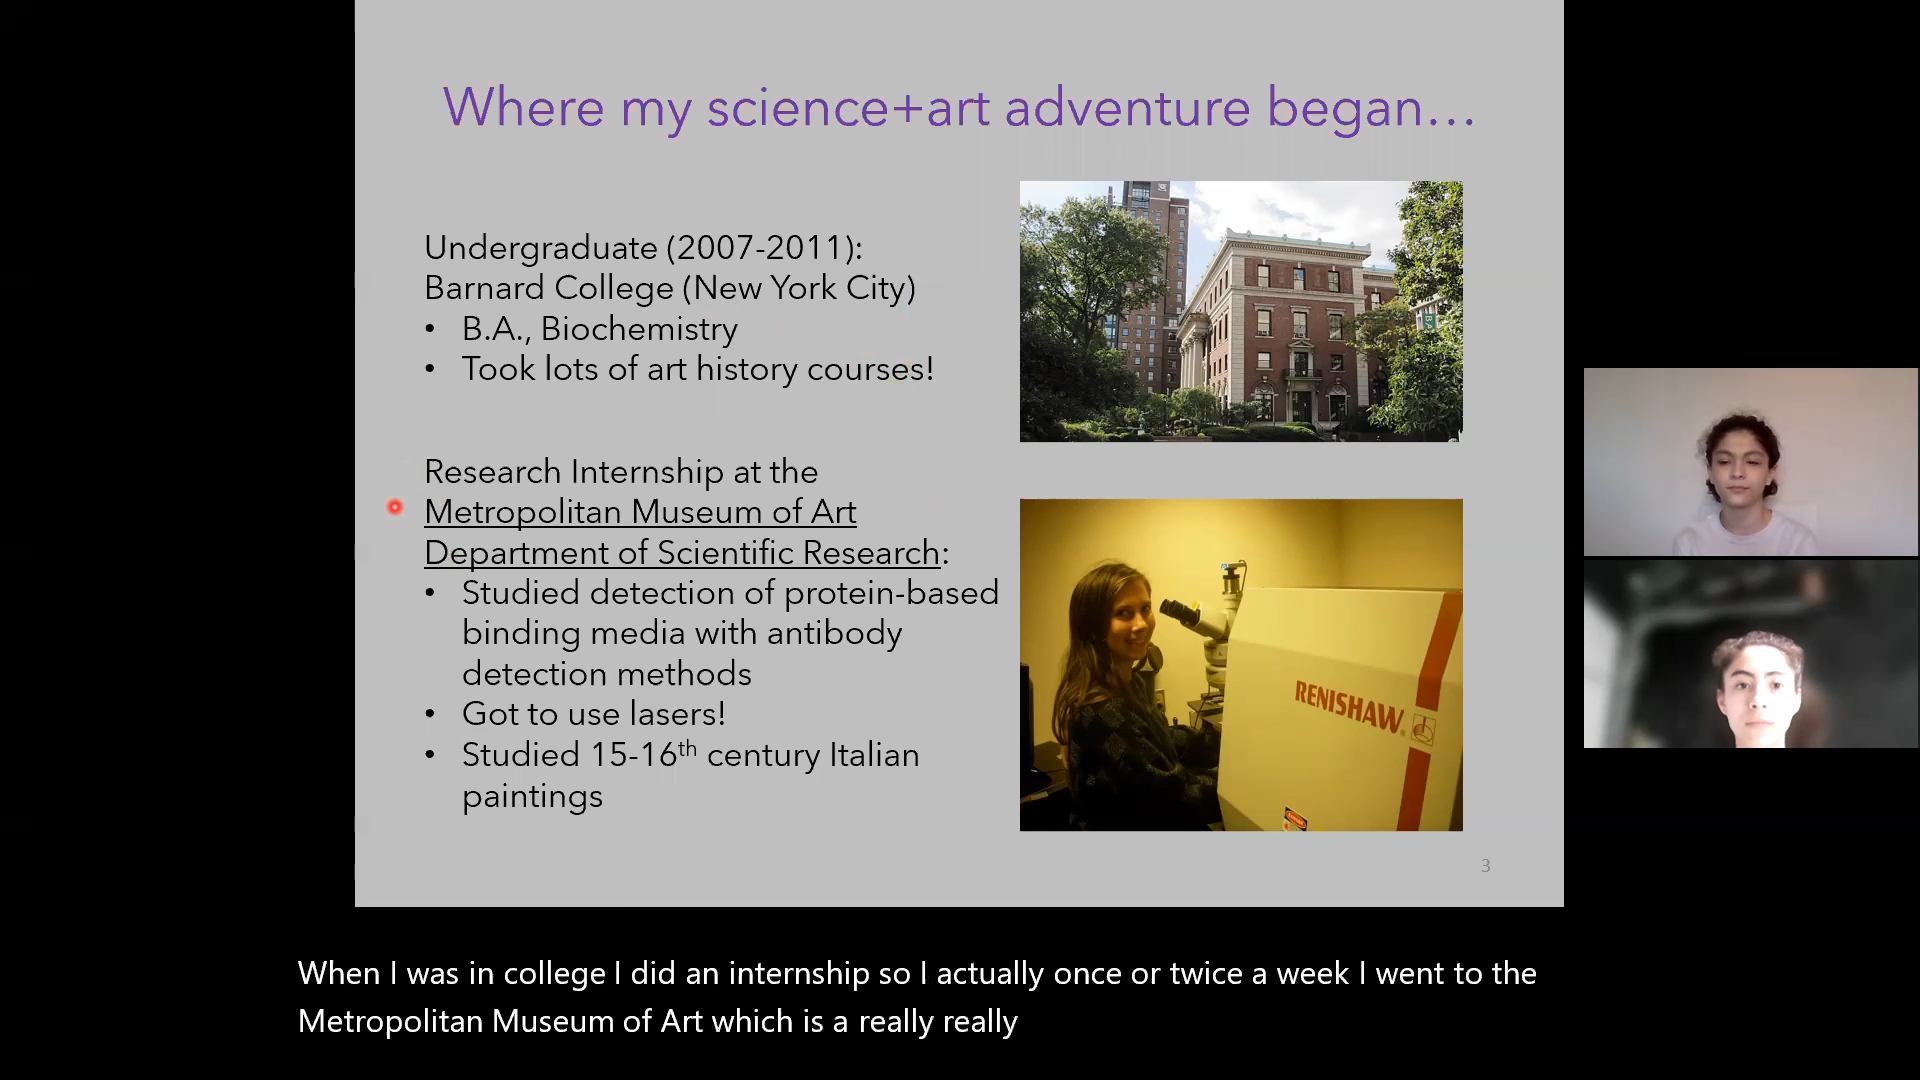 Where my science+art adventure began…
Undergraduate (2007-2011):
Barnard College (New York City)
• B.A., Biochemistry
• Took lots of art history courses!
Research Internship at the
Metropolitan Museum of Art
Department of Scientific Research:
• Studied detection of protein-based
binding media with antibody
detection methods
• Got to use lasers!
• Studied 15-16th century Italian
paintings
RENISHAW
3
When I was in college I did an internship so I actually once or twice a week I went to the
Metropolitan Museum of Art which is a really really